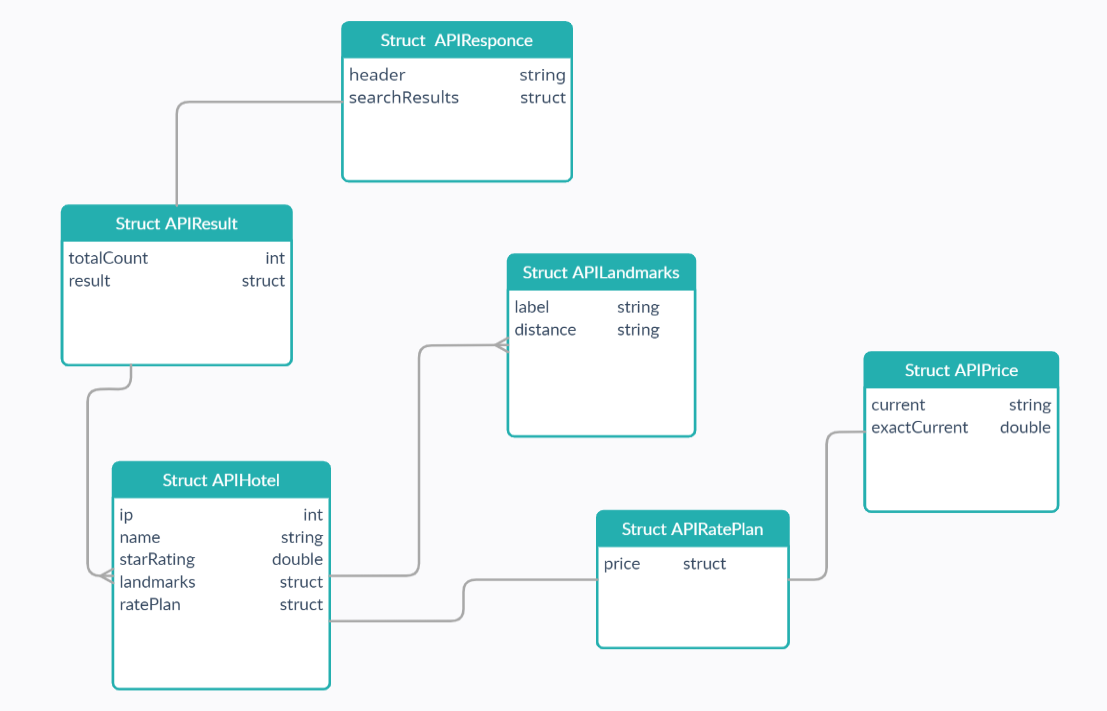 Struct  APIResponce
header string
searchResults struct
Struct APIResult
totalCount int
result struct
Struct APILandmarks
label string
distance string
Struct APIPrice
current string
exactCurrent double
Struct APIHotel
ip int
name string
starRating double
landmarks struct
ratePlan struct
Struct APIRatePlan
price struct